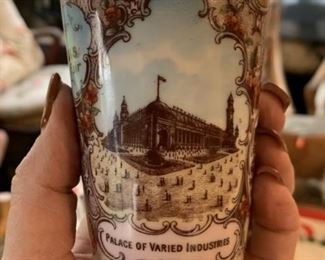 PALACE OF VARIED INDUSTRIES